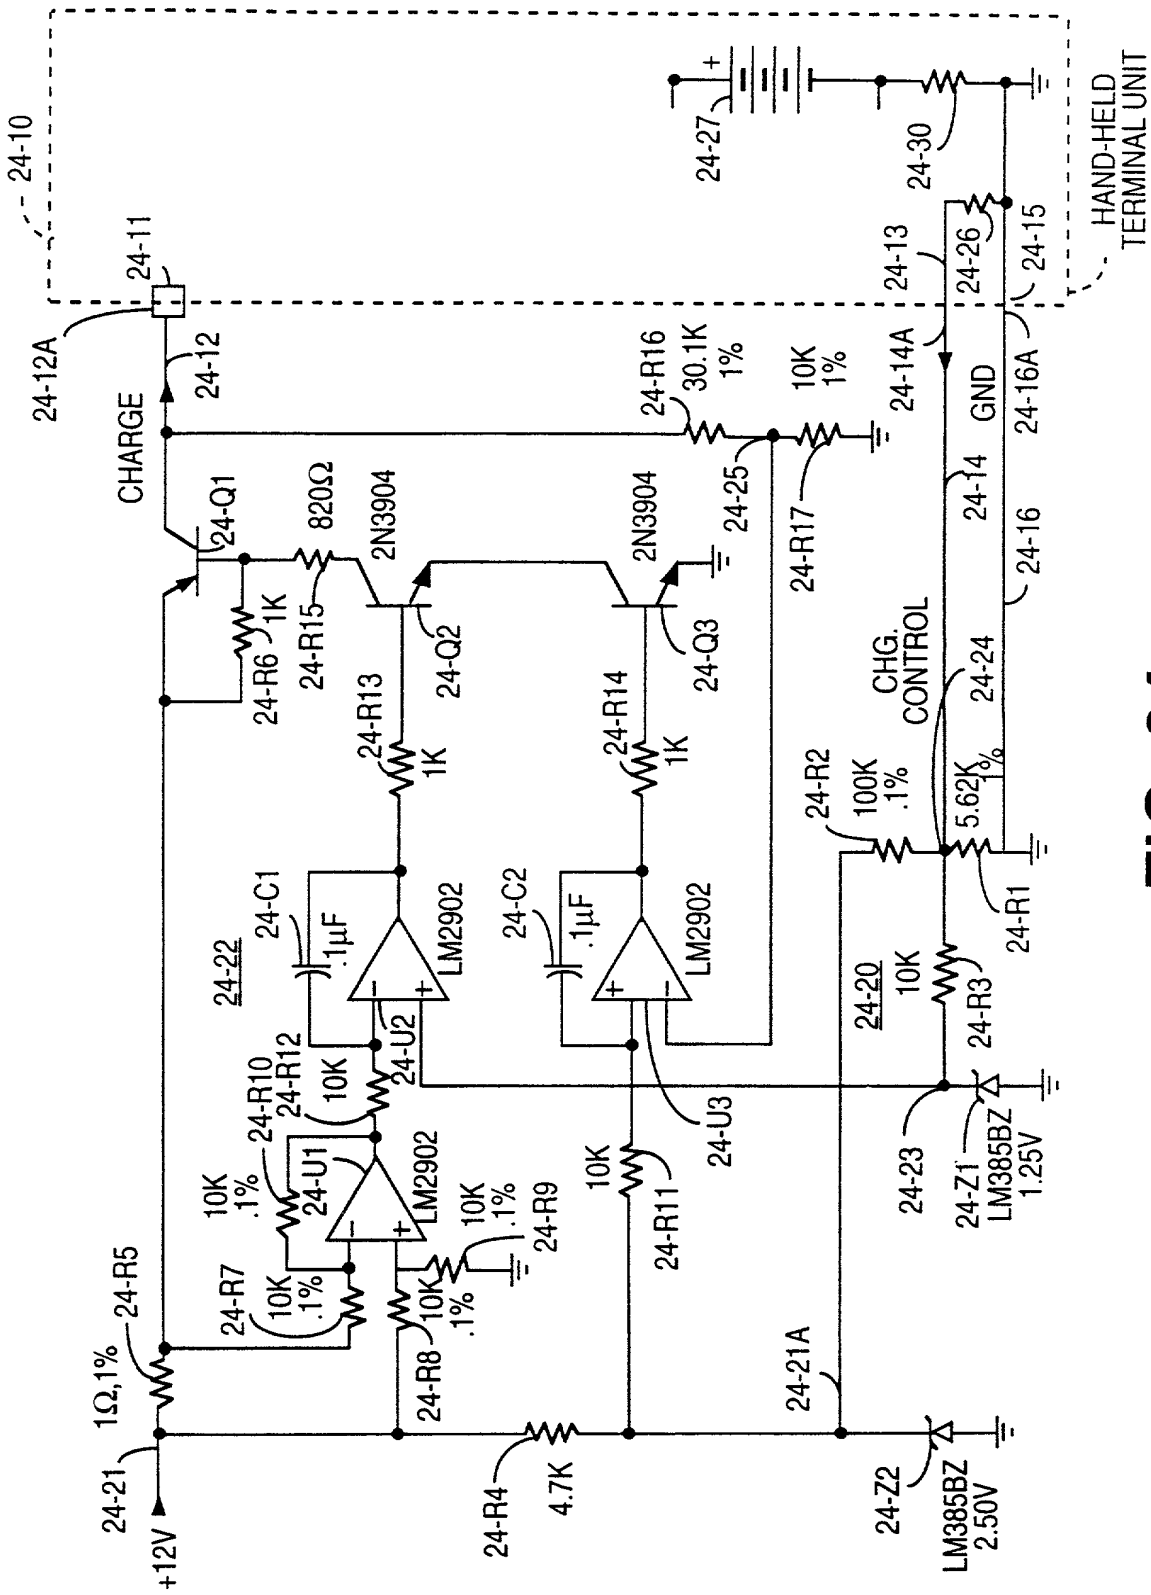 24-10
24-12A
24-11
CHARGE
24-12
24-Q1
820Ω
2N3904
24-R6
1K
24-R15
24-Q2
24-R13
1K
24-22
24-C1
.1µF
LM2902
24-U2
24-R12
10K
24-R10
10K
.1%
24-U1
LM2902
10K
.1%
24-R9
24-R7
10K
.1%
10K
.1%
24-R8
24-R5
1Ω,1%
24-21
+12V
24-27
+
24-30
24-R16
30.1K
1%
24-25
10K
1%
24-R17
2N3904
24-Q3
24-R14
1K
24-C2
.1µF
LM2902
24-U3
10K
24-R11
24-R4
4.7K
24-13
24-26
24-15
24-14A
GND
24-16A
24-14
24-16
CHG.
CONTROL
24-24
24-R2
100K
.1%
5.62K
1%
24-R1
24-20
10K
24-R3
24-23
24-Z1
LM385BZ
1.25V
24-21A
24-Z2
LM385BZ
2.50V
HAND-HELD
TERMINAL UNIT